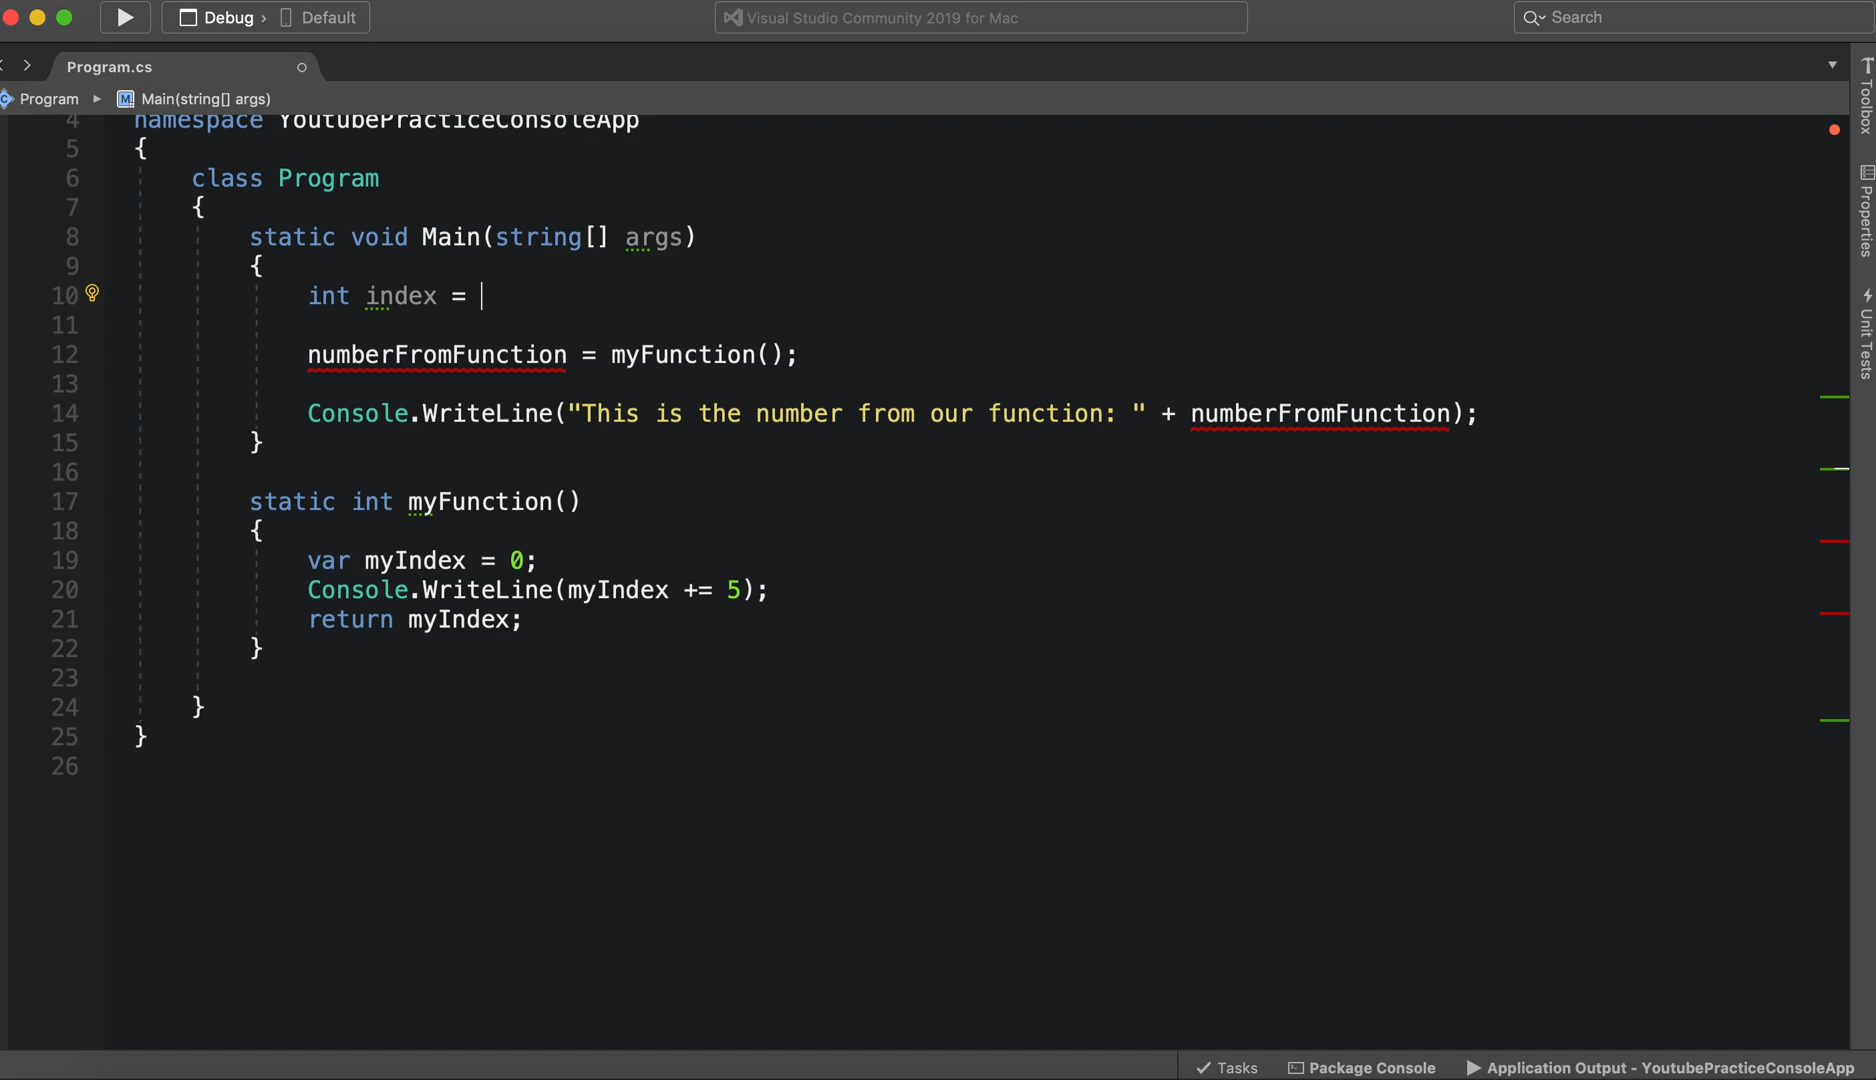 Debug › Default
Visual Studio Community 2019 for Mac
Search
Program.cs
Program ▸ M Main(string[] args)
4 namespace YoutubePracticeConsoleApp
5 {
6 class Program
7 {
8 static void Main(string[] args)
9 {
10 int index =
11
12 numberFromFunction = myFunction();
13
14 Console.WriteLine("This is the number from our function: " + numberFromFunction);
15 }
16
17 static int myFunction()
18 {
19 var myIndex = 0;
20 Console.WriteLine(myIndex += 5);
21 return myIndex;
22 }
23
24 }
25 }
26
Toolbox
Properties
Unit Tests
Tasks
Package Console
Application Output - YoutubePracticeConsoleApp